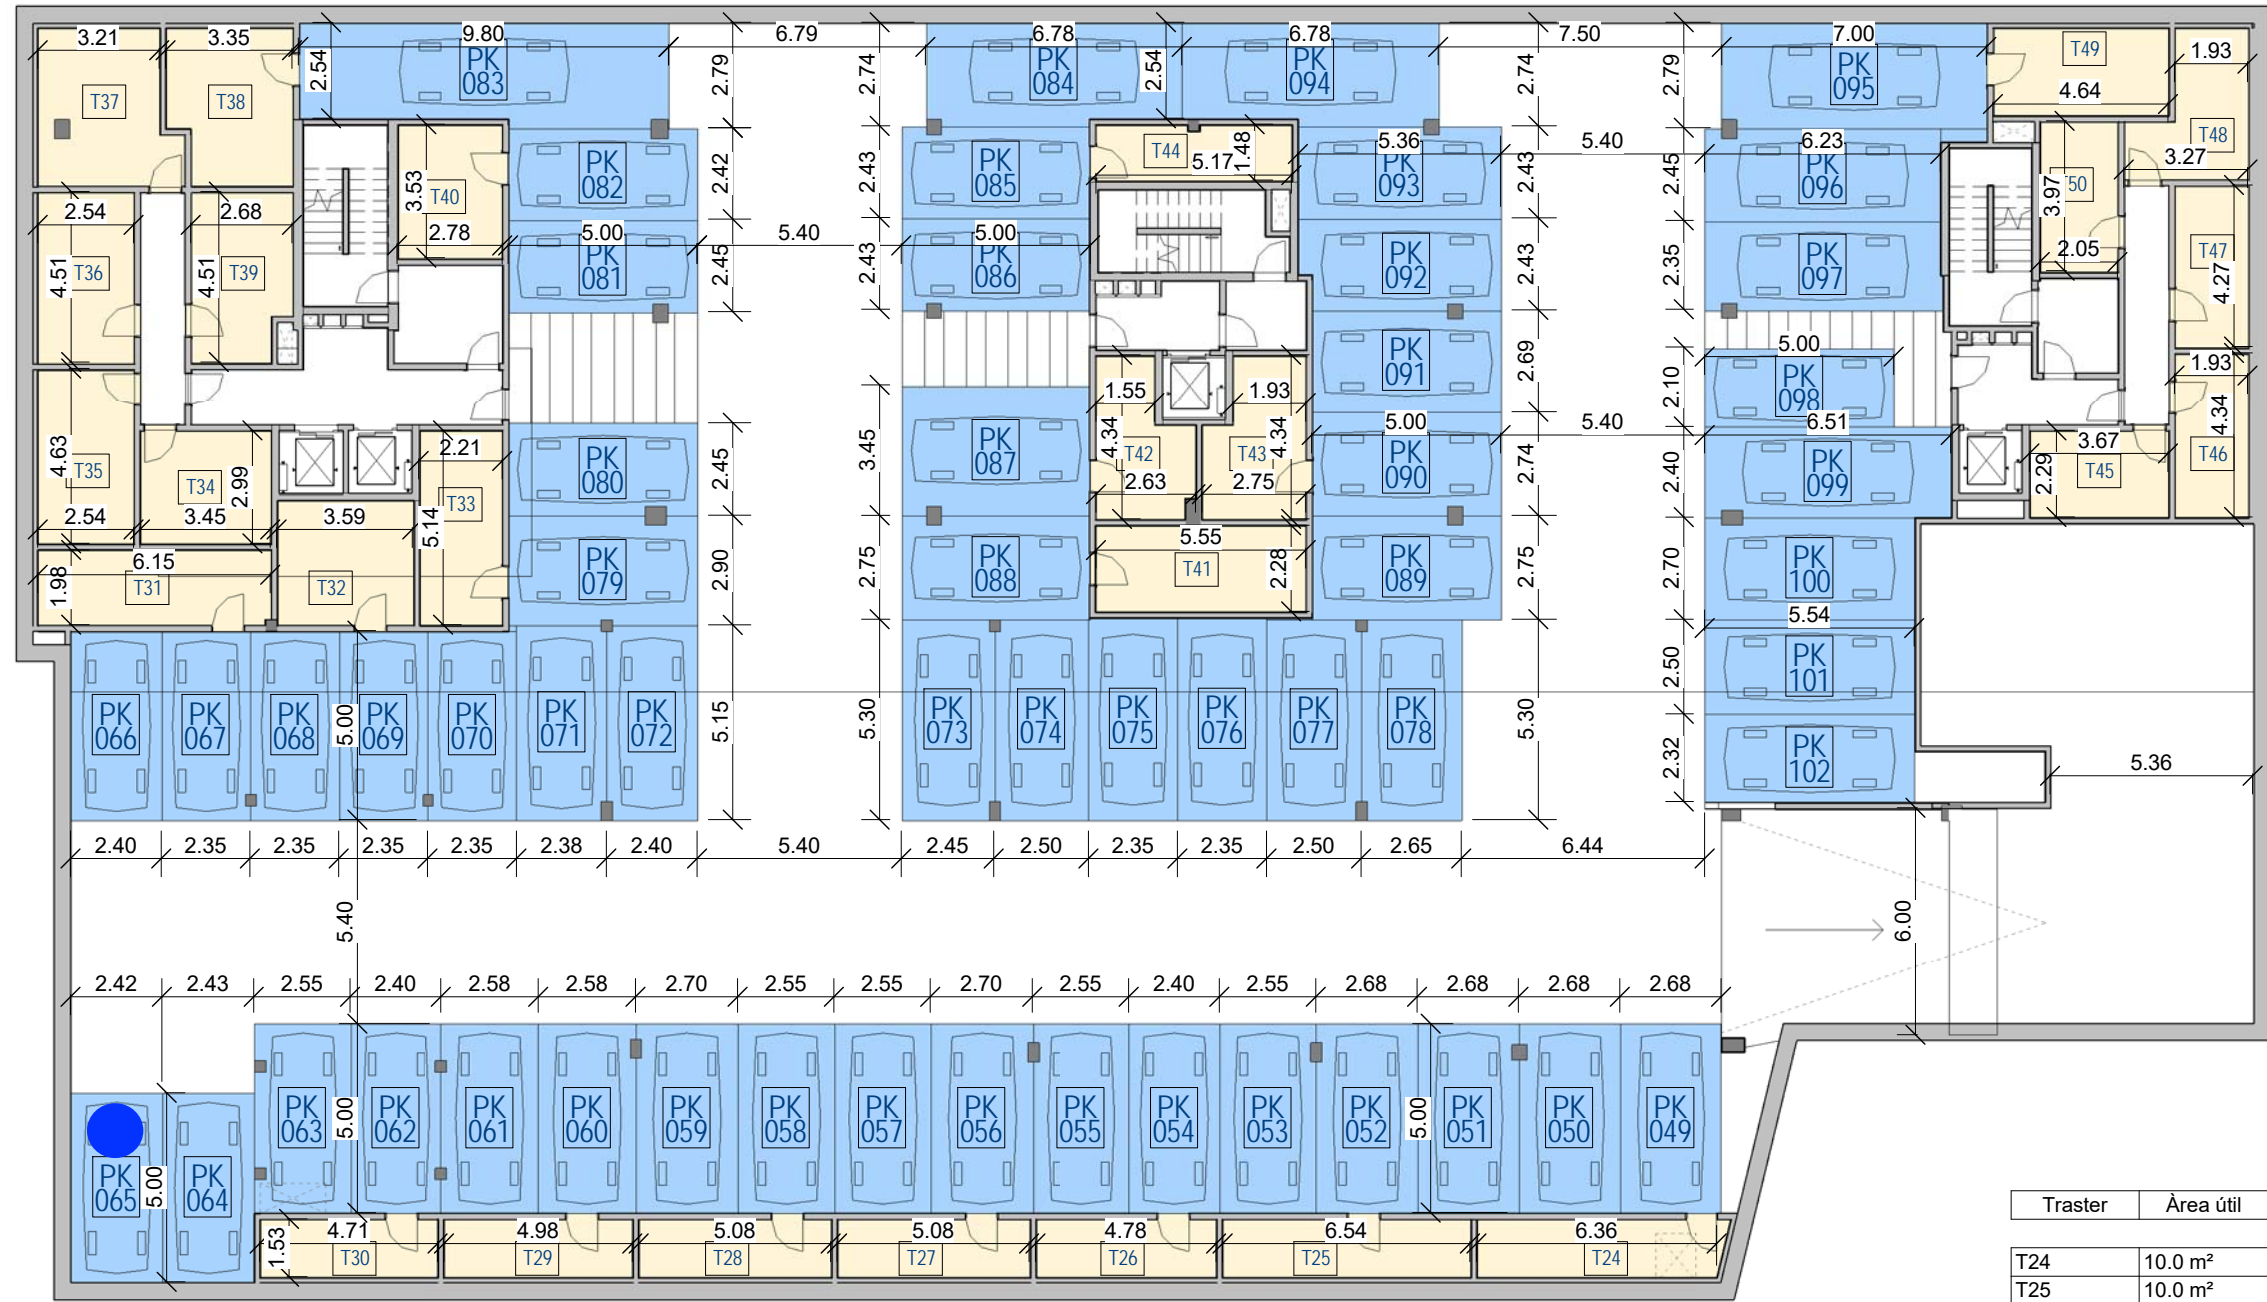 3.21
3.35
9.80
6.79
6.78
6.78
7.50
7.00
T49
1.93
2.54
PK
083
2.79
2.74
PK
084
2.54
PK
094
2.74
2.79
PK
095
4.64
T37
T38
T48
3.27
3.53
T40
2.78
PK
082
2.42
2.43
PK
085
T44
5.17
1.48
5.36
PK
093
2.43
5.40
6.23
PK
096
2.45
3.97
T50
2.05
2.54
T36
4.51
2.68
T39
4.51
5.00
PK
081
2.45
5.40
2.43
5.00
PK
086
PK
092
2.43
2.35
PK
097
T47
4.27
PK
091
2.69
5.00
PK
098
2.10
1.93
4.34
T46
1.55
4.34
T42
2.63
1.93
T43
4.34
2.75
5.00
PK
090
2.74
5.40
6.51
PK
099
2.40
3.67
2.29
T45
4.63
T35
2.54
T34
2.99
3.45
3.59
2.21
T33
5.14
PK
080
2.45
3.45
PK
087
6.15
1.98
T31
T32
PK
079
2.90
2.75
PK
088
5.55
T41
2.28
PK
089
2.75
2.70
PK
100
5.54
PK
066
PK
067
PK
068
5.00
PK
069
PK
070
PK
071
PK
072
5.15
5.30
PK
073
PK
074
PK
075
PK
076
PK
077
PK
078
5.30
2.50
PK
101
2.32
PK
102
5.36
2.40
2.35
2.35
2.35
2.35
2.38
2.40
5.40
2.45
2.50
2.35
2.35
2.50
2.65
6.44
5.40
6.00
2.42
2.43
2.55
2.40
2.58
2.58
2.70
2.55
2.55
2.70
2.55
2.40
2.55
2.68
2.68
2.68
2.68
PK
065
5.00
PK
064
PK
063
5.00
PK
062
PK
061
PK
060
PK
059
PK
058
PK
057
PK
056
PK
055
PK
054
PK
053
PK
052
5.00
PK
051
PK
050
PK
049
1.53
4.71
T30
4.98
T29
5.08
T28
5.08
T27
4.78
T26
6.54
T25
6.36
T24
Traster Àrea útil
T24 10.0 m²
T25 10.0 m²